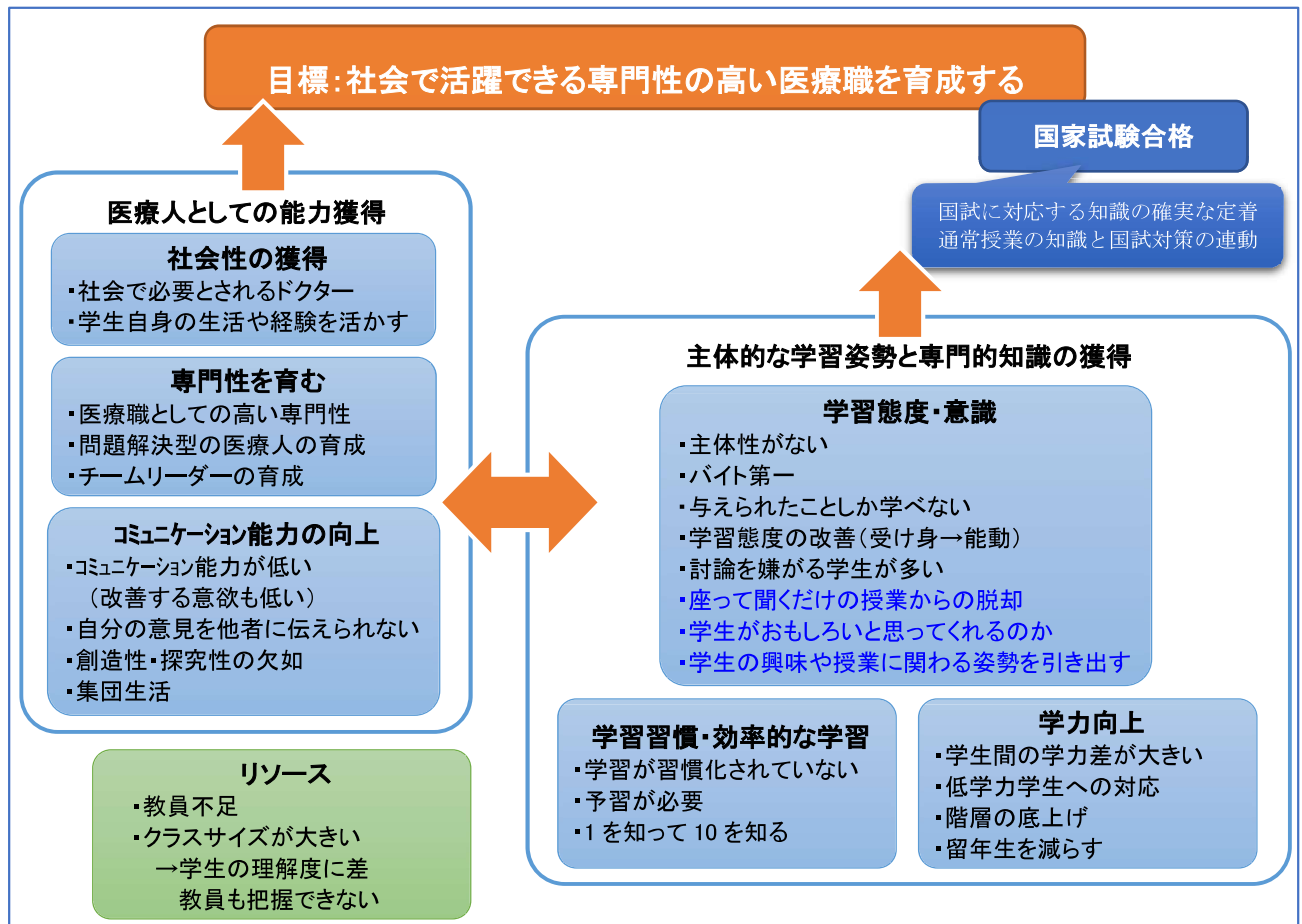 目標：社会で活躍できる専門性の高い医療職を育成する
国家試験合格
国試に対応する知識の確実な定着
通常授業の知識と国試対策の連動
医療人としての能力獲得
社会性の獲得
・社会で必要とされるドクター
・学生自身の生活や経験を活かす
専門性を育む
・医療職としての高い専門性
・問題解決型の医療人の育成
・チームリーダーの育成
コミュニケーション能力の向上
・コミュニケーション能力が低い
（改善する意欲も低い）
・自分の意見を他者に伝えられない
・創造性・探究性の欠如
・集団生活
主体的な学習姿勢と専門的知識の獲得
学習態度・意識
・主体性がない
・バイト第一
・与えられたことしか学べない
・学習態度の改善（受け身→能動）
・討論を嫌がる学生が多い
・座って聞くだけの授業からの脱却
・学生がおもしろいと思ってくれるのか
・学生の興味や授業に関わる姿勢を引き出す
学習習慣・効率的な学習
・学習が習慣化されていない
・予習が必要
・1を知って10を知る
学力向上
・学生間の学力差が大きい
・低学力学生への対応
・階層の底上げ
・留年生を減らす
リソース
・教員不足
・クラスサイズが大きい
→学生の理解度に差
教員も把握できない